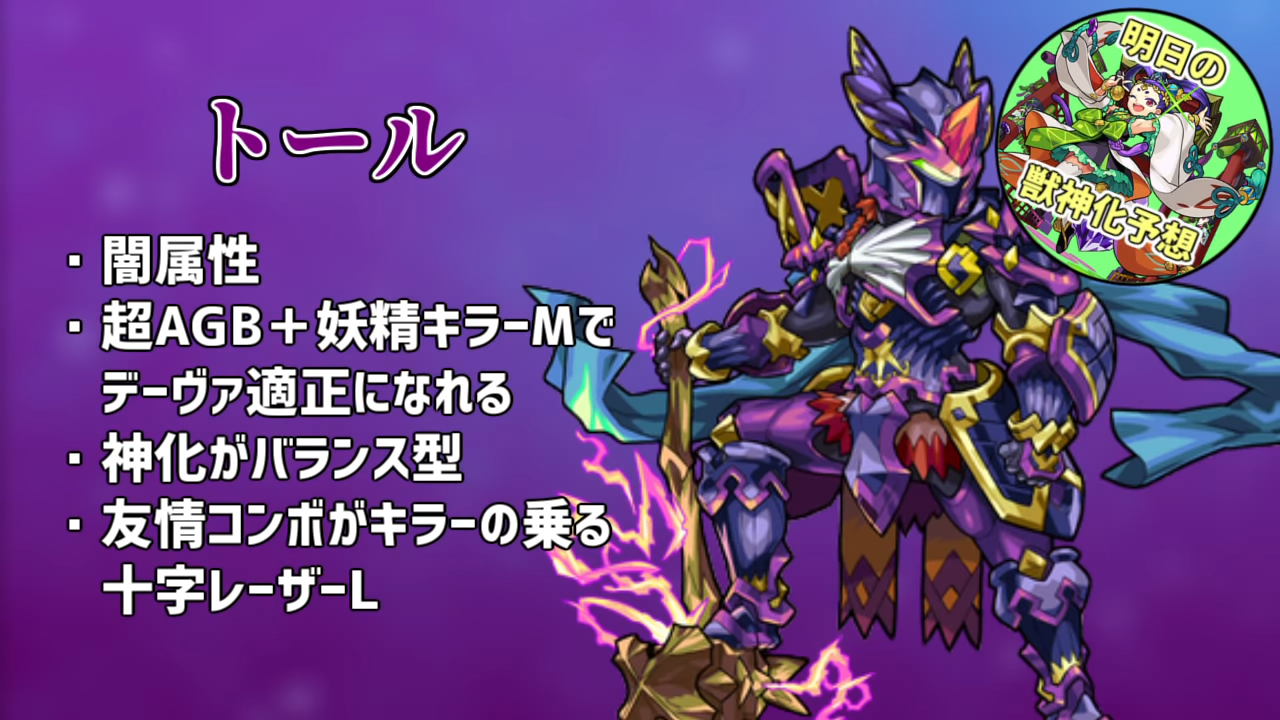 トール
明日の
獣神化予想
・闇属性
・超AGB＋妖精キラーMで
デーヴァ適正になれる
・神化がバランス型
・友情コンボがキラーの乗る
十字レーザーL